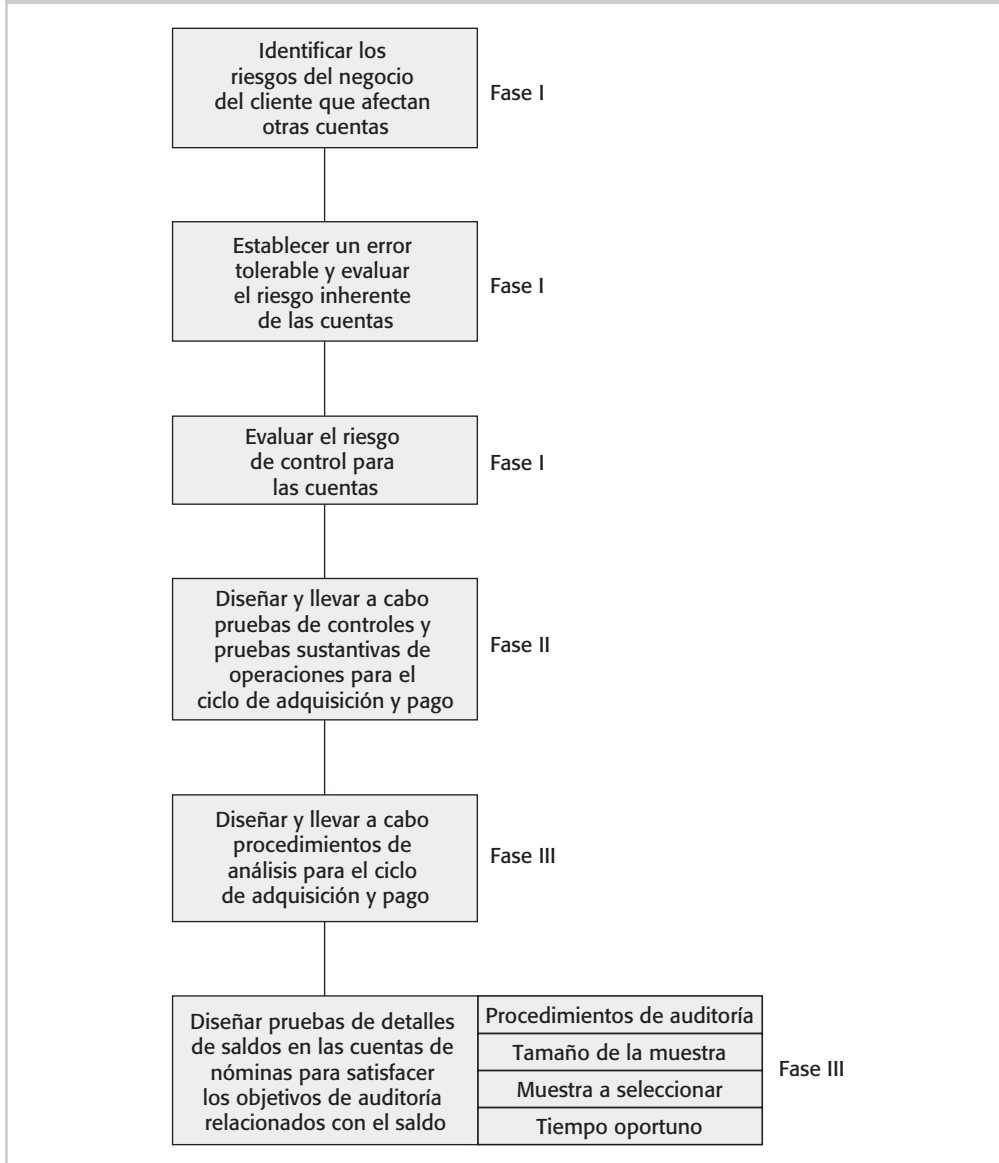 Identificar los
riesgos del negocio
del cliente que afectan
otras cuentas
Fase I
Establecer un error
tolerable y evaluar
el riesgo inherente
de las cuentas
Fase I
Evaluar el riesgo
de control para
las cuentas
Fase I
Diseñar y llevar a cabo
pruebas de controles y
pruebas sustantivas de
operaciones para el
ciclo de adquisición y pago
Fase II
Diseñar y llevar a cabo
procedimientos de
análisis para el ciclo
de adquisición y pago
Fase III
Diseñar pruebas de detalles
de saldos en las cuentas de
nóminas para satisfacer
los objetivos de auditoría
relacionados con el saldo
Procedimientos de auditoría
Tamaño de la muestra
Muestra a seleccionar
Tiempo oportuno
Fase III